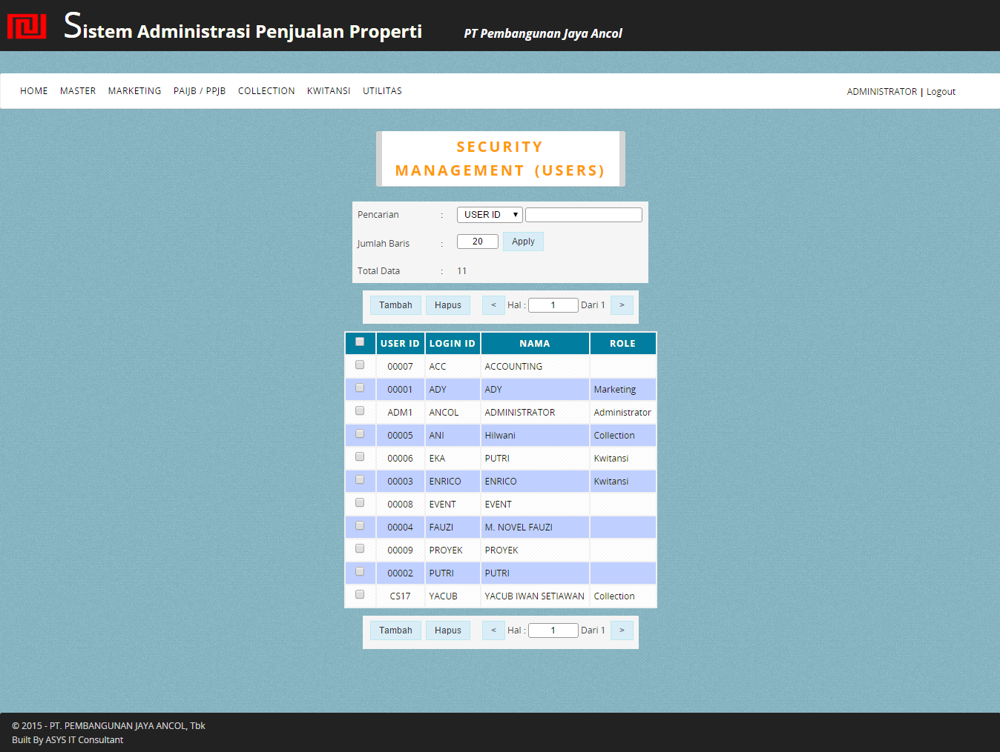 Sistem Administrasi Penjualan Properti PT Pembangunan Jaya Ancol
HOME MASTER MARKETING PAIJB / PPJB COLLECTION KWITANSI UTILITAS ADMINISTRATOR | Logout
SECURITY
MANAGEMENT (USERS)
Pencarian : USER ID
Jumlah Baris : 20 Apply
Total Data : 11
Tambah Hapus < Hal : 1 Dari 1 >
USER ID LOGIN ID NAMA ROLE
00007 ACC ACCOUNTING
00001 ADY ADY Marketing
ADM1 ANCOL ADMINISTRATOR Administrator
00005 ANI Hilwani Collection
00006 EKA PUTRI Kwitansi
00003 ENRICO ENRICO Kwitansi
00008 EVENT EVENT
00004 FAUZI M. NOVEL FAUZI
00009 PROYEK PROYEK
00002 PUTRI PUTRI
CS17 YACUB YACUB IWAN SETIAWAN Collection
Tambah Hapus < Hal : 1 Dari 1 >
© 2015 - PT. PEMBANGUNAN JAYA ANCOL, Tbk
Built By ASYS IT Consultant